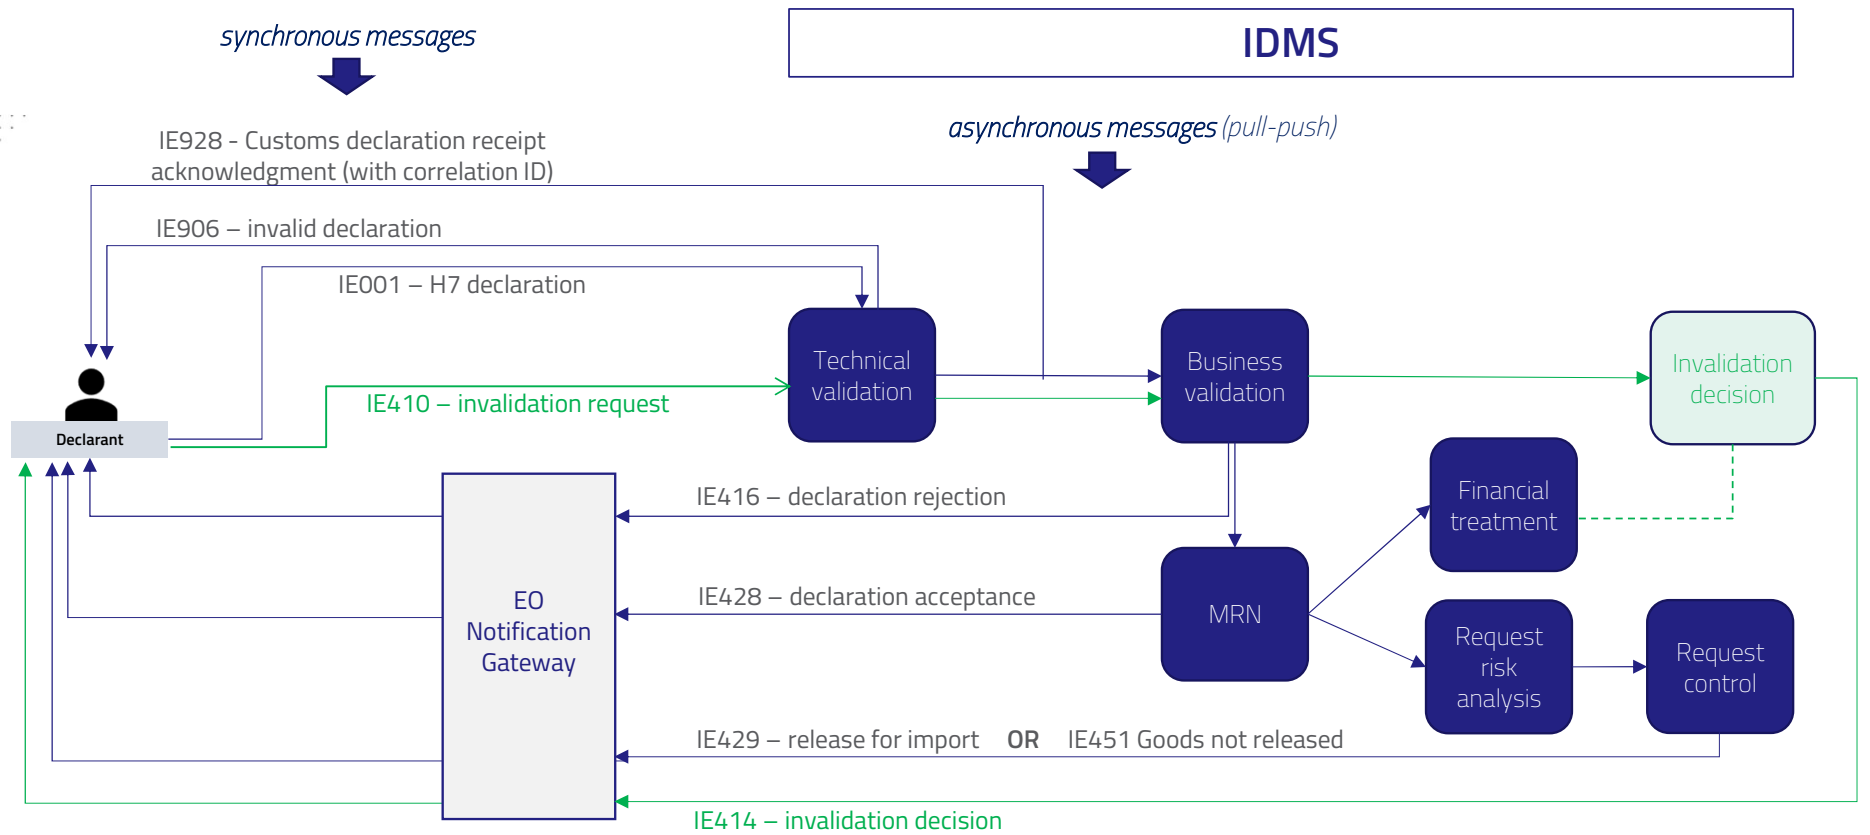 synchronous messages
IDMS
asynchronous messages (pull-push)
IE928 - Customs declaration receipt
acknowledgment (with correlation ID)
IE906 – invalid declaration
IE001 – H7 declaration
Technical
validation
Business
validation
Invalidation
decision
IE410 – invalidation request
Declarant
IE416 – declaration rejection
Financial
treatment
EO
Notification
Gateway
IE428 – declaration acceptance
MRN
Request
risk
analysis
Request
control
IE429 – release for import OR IE451 Goods not released
IE414 – invalidation decision